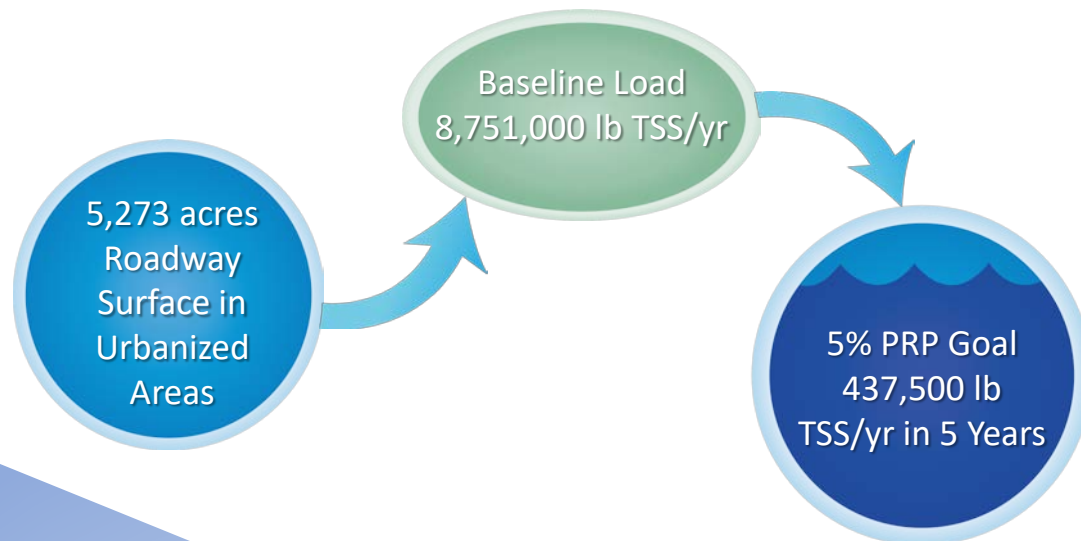 5,273 acres
Roadway
Surface in
Urbanized
Areas
Baseline Load
8,751,000 lb TSS/yr
5% PRP Goal
437,500 lb
TSS/yr in 5 Years